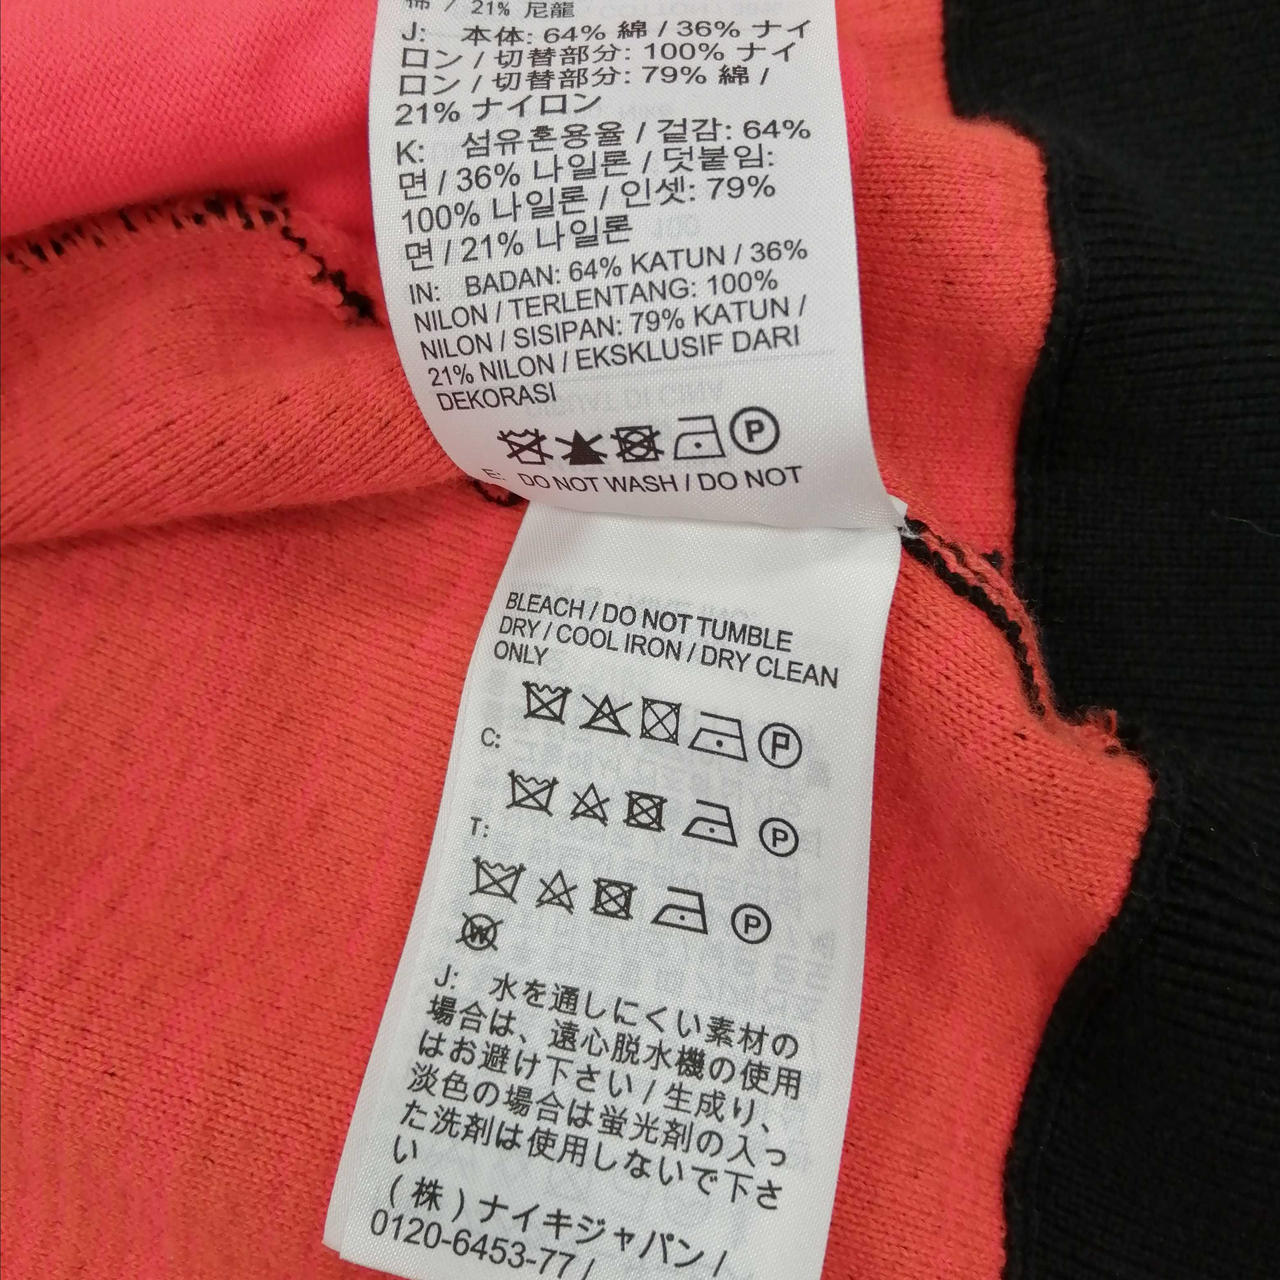 棉 / 21% 尼龍
J: 本体: 64% 綿 / 36% ナイ
ロン / 切替部分: 100% ナイ
ロン / 切替部分: 79% 綿 /
21% ナイロン
K: 섬유혼용율 / 겉감: 64%
면 / 36% 나일론 / 덧붙임:
100% 나일론 / 인셋: 79%
면 / 21% 나일론
IN: BADAN: 64% KATUN / 36%
NILON / TERLENTANG: 100%
NILON / SISIPAN: 79% KATUN /
21% NILON / EKSKLUSIF DARI
DEKORASI
P
E: DO NOT WASH / DO NOT
BLEACH / DO NOT TUMBLE
DRY / COOL IRON / DRY CLEAN
ONLY
P
C:
P
T:
P
W
J: 水を通しにくい素材の
場合は、遠心脱水機の使用
はお避け下さい / 生成り、
淡色の場合は蛍光剤の入っ
た洗剤は使用しないで下さ
い
(株)ナイキジャパン /
0120-6453-77 /